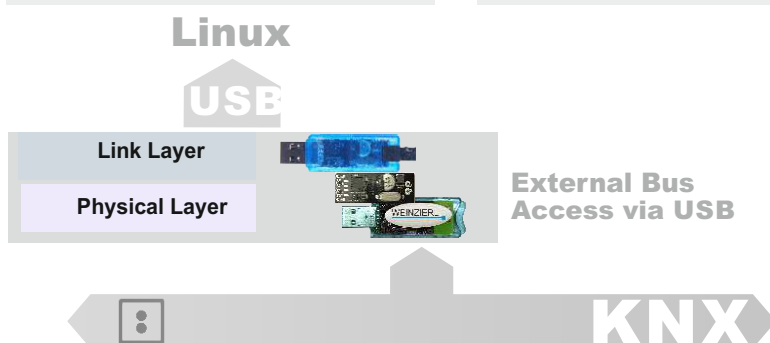 Linux
USB
Link Layer
Physical Layer
WEINZIERL
External Bus
Access via USB
KNX